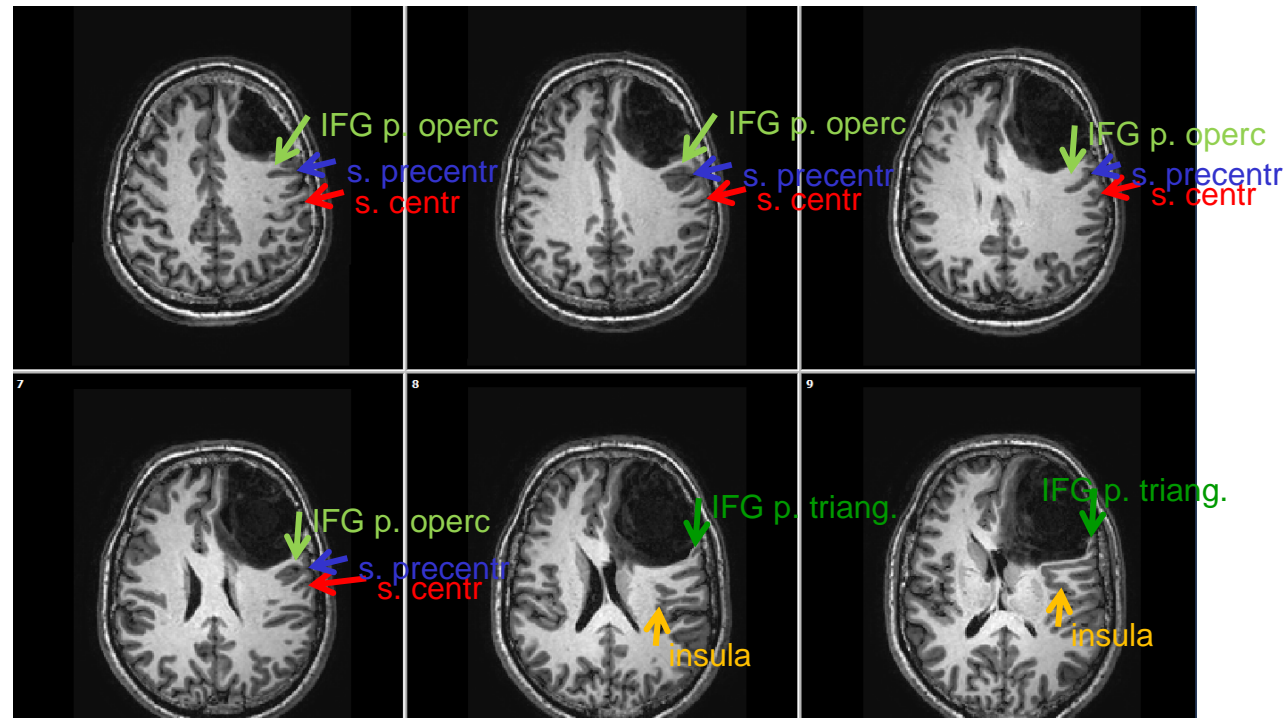 IFG p. operc
s. precentr
s. centr
IFG p. operc
s. precentr
s. centr
IFG p. operc
s. precentr
s. centr
7
IFG p. operc
s. precentr
s. centr
8
IFG p. triang.
insula
9
IFG p. triang.
insula